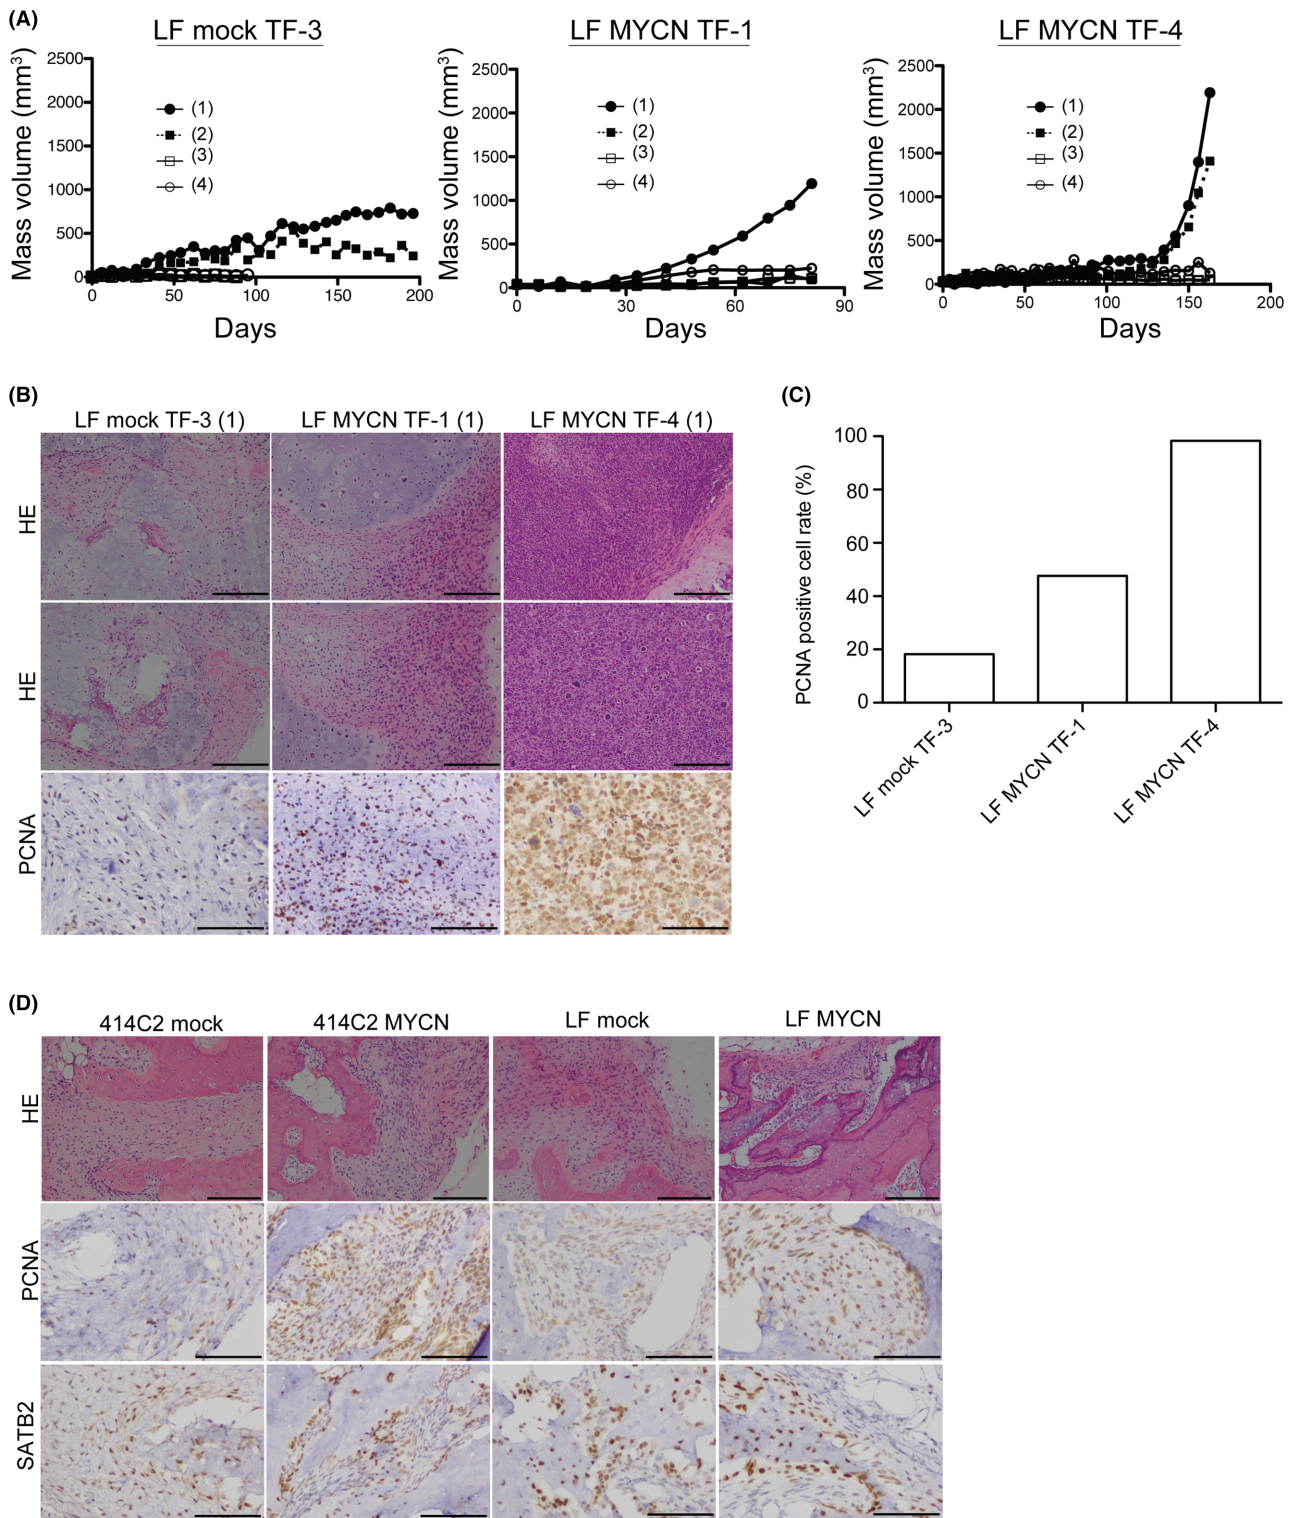 (A)
LF mock TF-3
LF MYCN TF-1
LF MYCN TF-4
Mass volume (mm3)
2500
2000
1500
1000
500
0
(1)
(2)
(3)
(4)
0
50
100
150
200
Days
Mass volume (mm3)
2500
2000
1500
1000
500
0
(1)
(2)
(3)
(4)
0
30
60
90
Days
Mass volume (mm3)
2500
2000
1500
1000
500
0
(1)
(2)
(3)
(4)
0
50
100
150
200
Days
(B)
LF mock TF-3 (1)
LF MYCN TF-1 (1)
LF MYCN TF-4 (1)
HE
HE
PCNA
(C)
PCNA positive cell rate (%)
100
80
60
40
20
0
LF mock TF-3
LF MYCN TF-1
LF MYCN TF-4
(D)
414C2 mock
414C2 MYCN
LF mock
LF MYCN
HE
PCNA
SATB2